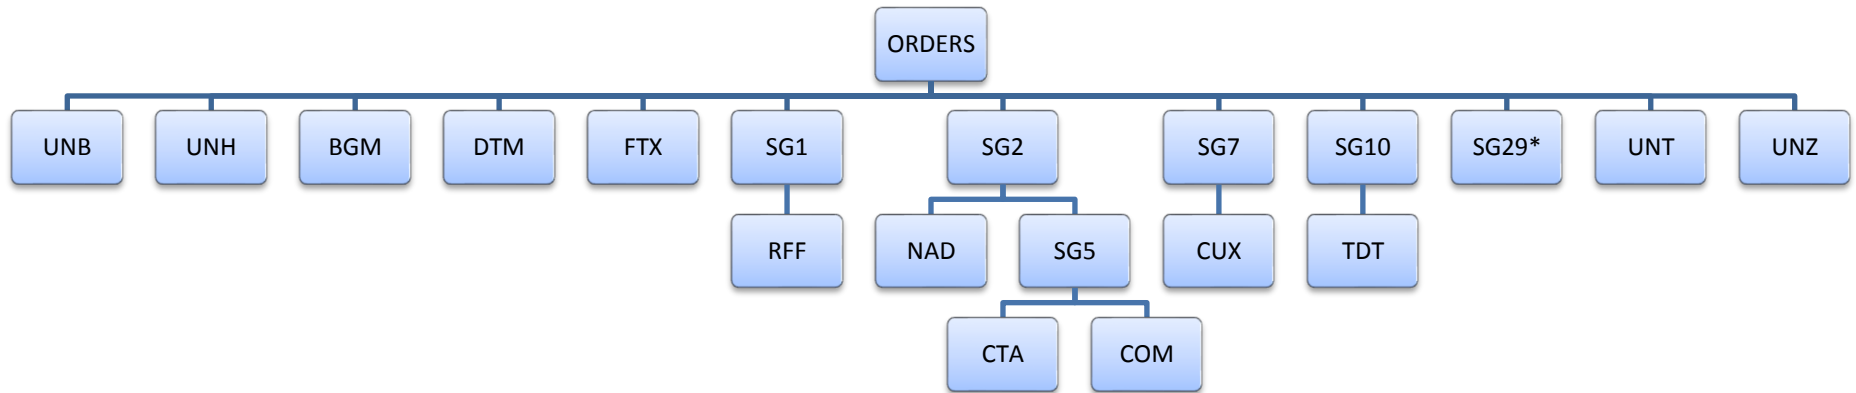 ORDERS
UNB UNH BGM DTM FTX SG1 SG2 SG7 SG10 SG29* UNT UNZ
RFF NAD SG5 CUX TDT
CTA COM